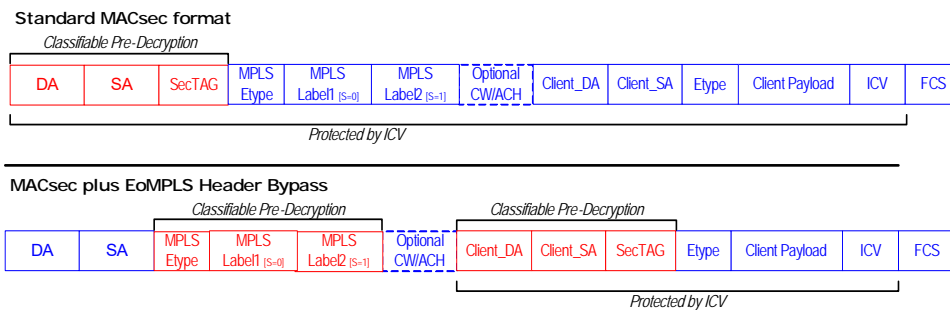 Standard MACsec format
Classifiable Pre-Decryption
DA SA SecTAG MPLS Etype MPLS Label1 [S=0] MPLS Label2 [S=1] Optional CW/ACH Client_DA Client_SA Etype Client Payload ICV FCS
Protected by ICV
MACsec plus EoMPLS Header Bypass
Classifiable Pre-Decryption Classifiable Pre-Decryption
DA SA MPLS Etype MPLS Label1 [S=0] MPLS Label2 [S=1] Optional CW/ACH Client_DA Client_SA SecTAG Etype Client Payload ICV FCS
Protected by ICV